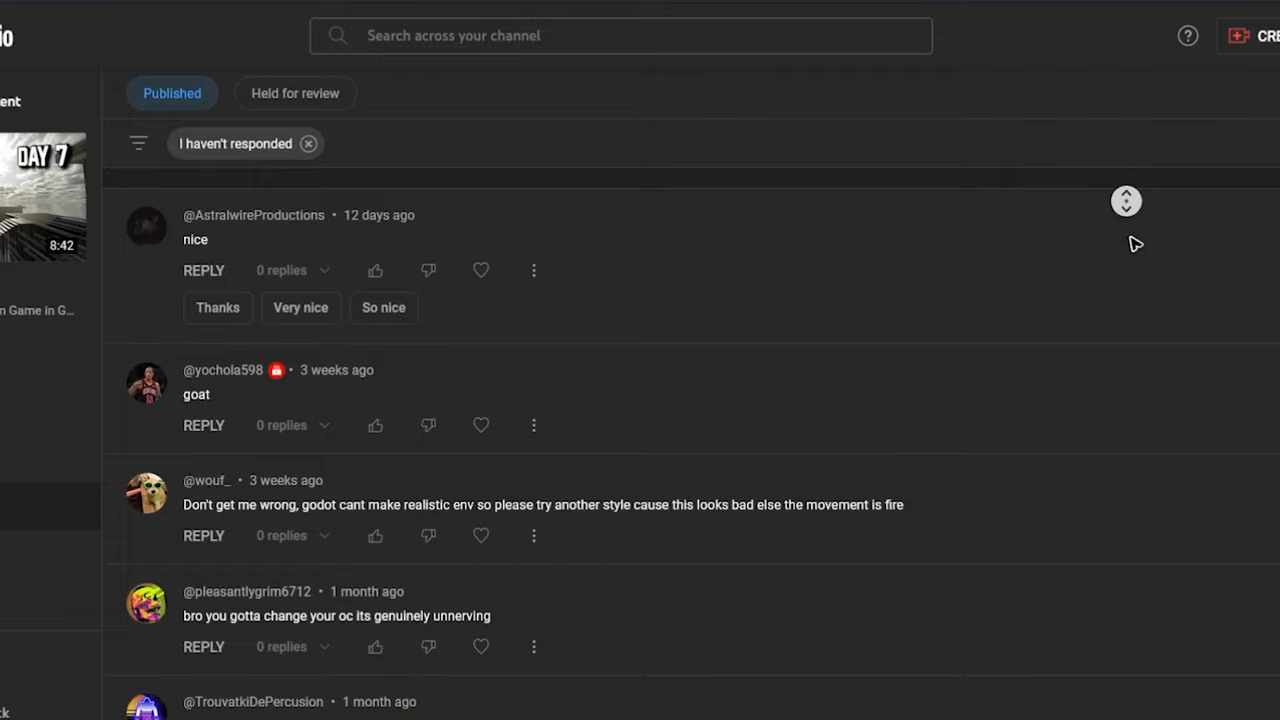 io
Search across your channel
CRE
ent
Published
Held for review
I haven't responded
DAY 7
8:42
n Game in G...
@AstralwireProductions • 12 days ago
nice
REPLY 0 replies
Thanks Very nice So nice
@yochola598 • 3 weeks ago
goat
REPLY 0 replies
@wouf_ • 3 weeks ago
Don't get me wrong, godot cant make realistic env so please try another style cause this looks bad else the movement is fire
REPLY 0 replies
@pleasantlygrim6712 • 1 month ago
bro you gotta change your oc its genuinely unnerving
REPLY 0 replies
@TrouvatkiDePercusion • 1 month ago
ck